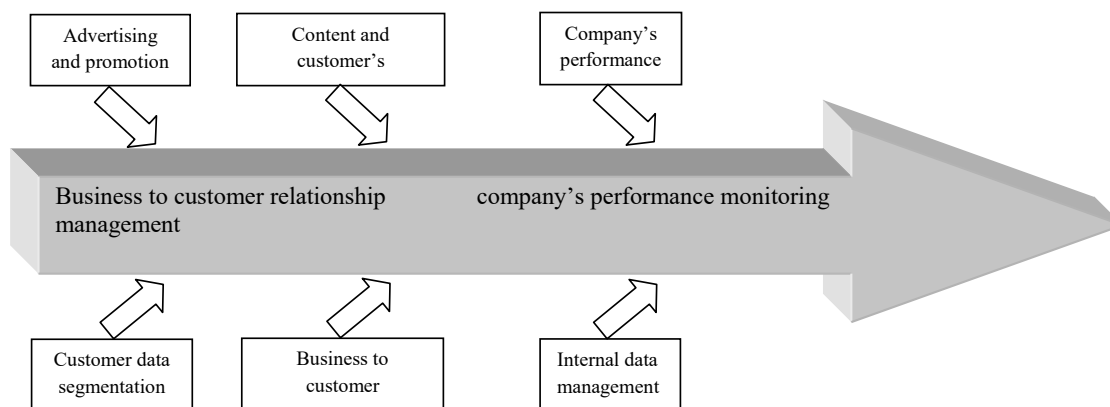 Advertising
and promotion
Content and
customer's
Company's
performance
Business to customer relationship
management
company's performance monitoring
Customer data
segmentation
Business to
customer
Internal data
management